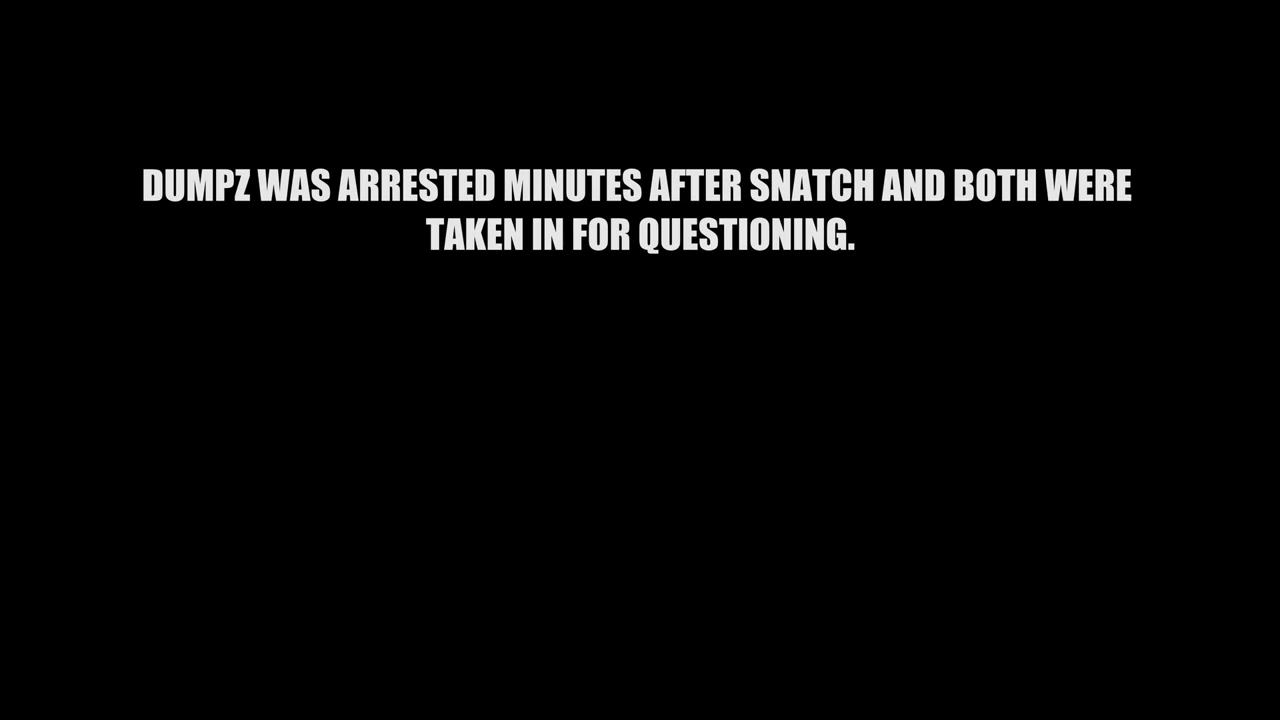 DUMPZ WAS ARRESTED MINUTES AFTER SNATCH AND BOTH WERE
TAKEN IN FOR QUESTIONING.